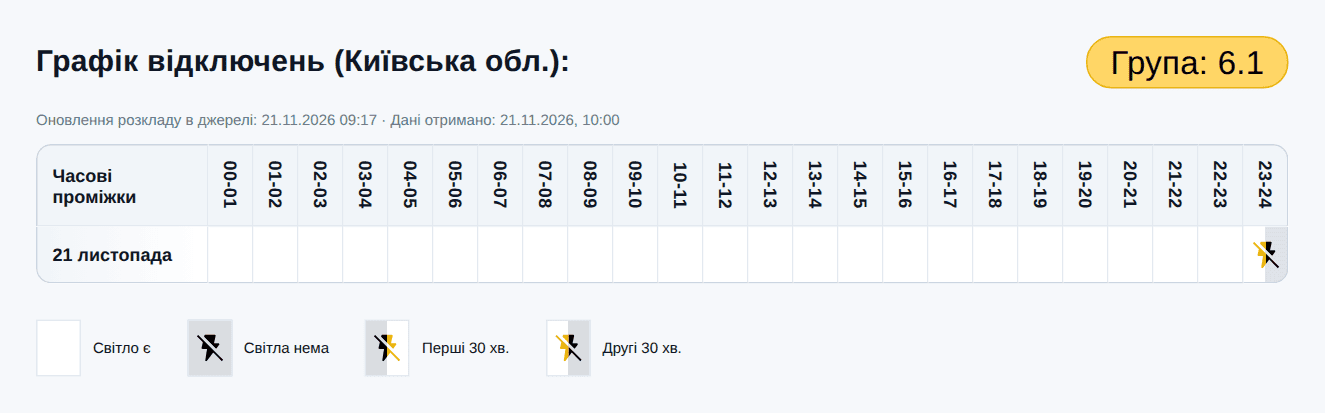 Графік відключень (Київська обл.):
Група: 6.1
Оновлення розкладу в джерелі: 21.11.2026 09:17 · Дані отримано: 21.11.2026, 10:00
Часові
проміжки
00-01
01-02
02-03
03-04
04-05
05-06
06-07
07-08
08-09
09-10
10-11
11-12
12-13
13-14
14-15
15-16
16-17
17-18
18-19
19-20
20-21
21-22
22-23
23-24
21 листопада
Світло є
Світла нема
Перші 30 хв.
Другі 30 хв.